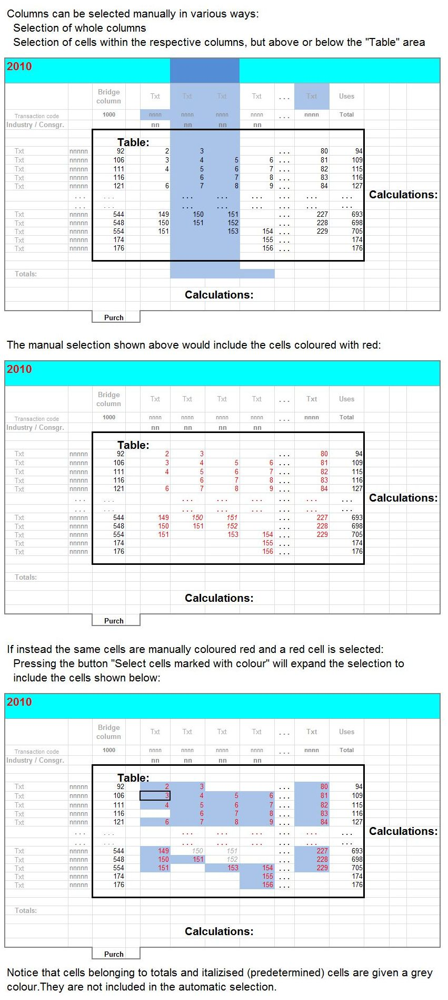 Columns can be selected manually in various ways:
Selection of whole columns
Selection of cells within the respective columns, but above or below the "Table" area
2010
Bridge column Txt Txt Txt Txt ... Txt Uses
Transaction code 1000 nnnn nnnn nnnn nnnn ... nnnn Total
Industry / Consgr. nn nn nn nn
Table:
Txt nnnnn 92 2 3 ... 80 94
Txt nnnnn 106 3 4 5 6 ... 81 109
Txt nnnnn 111 4 5 6 7 ... 82 115
Txt nnnnn 116 6 7 8 ... 83 116
Txt nnnnn 121 6 7 8 9 ... 84 127
Calculations:
... ... ... ... ... ... ... ...
... ... ... ... ... ... ... ...
Txt nnnnn 544 149 150 151 ... 227 693
Txt nnnnn 548 150 151 152 ... 228 698
Txt nnnnn 554 151 153 154 ... 229 705
Txt nnnnn 174 155 ... 174
Txt nnnnn 176 156 ... 176
Totals:
Calculations:
Purch
The manual selection shown above would include the cells coloured with red:
2010
Bridge column Txt Txt Txt Txt ... Txt Uses
Transaction code 1000 nnnn nnnn nnnn nnnn ... nnnn Total
Industry / Consgr. nn nn nn nn
Table:
Txt nnnnn 92 2 3 ... 80 94
Txt nnnnn 106 3 4 5 6 ... 81 109
Txt nnnnn 111 4 5 6 7 ... 82 115
Txt nnnnn 116 6 7 8 ... 83 116
Txt nnnnn 121 6 7 8 9 ... 84 127
Calculations:
... ... ... ... ... ... ... ...
... ... ... ... ... ... ... ...
Txt nnnnn 544 149 150 151 ... 227 693
Txt nnnnn 548 150 151 152 ... 228 698
Txt nnnnn 554 151 153 154 ... 229 705
Txt nnnnn 174 155 ... 174
Txt nnnnn 176 156 ... 176
Totals:
Calculations:
Purch
If instead the same cells are manually coloured red and a red cell is selected:
Pressing the button "Select cells marked with colour" will expand the selection to
include the cells shown below:
2010
Bridge column Txt Txt Txt Txt ... Txt Uses
Transaction code 1000 nnnn nnnn nnnn nnnn ... nnnn Total
Industry / Consgr. nn nn nn nn
Table:
Txt nnnnn 92 2 3 ... 80 94
Txt nnnnn 106 3 4 5 6 ... 81 109
Txt nnnnn 111 4 5 6 7 ... 82 115
Txt nnnnn 116 6 7 8 ... 83 116
Txt nnnnn 121 6 7 8 9 ... 84 127
Calculations:
... ... ... ... ... ... ... ...
... ... ... ... ... ... ... ...
Txt nnnnn 544 149 150 151 ... 227 693
Txt nnnnn 548 150 151 152 ... 228 698
Txt nnnnn 554 151 153 154 ... 229 705
Txt nnnnn 174 155 ... 174
Txt nnnnn 176 156 ... 176
Totals:
Calculations:
Purch
Notice that cells belonging to totals and italizised (predetermined) cells are given a grey
colour.They are not included in the automatic selection.